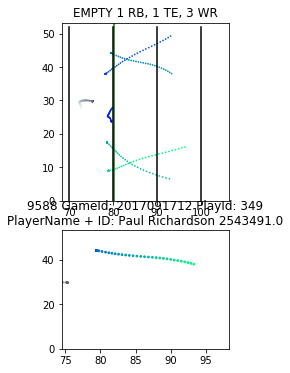 EMPTY 1 RB, 1 TE, 3 WR
50
40
30
20
10
0
70 80 90 100
9588 GameId: 2017091712 PlayId: 349
PlayerName + ID: Paul Richardson 2543491.0
40
20
0
75 80 85 90 95